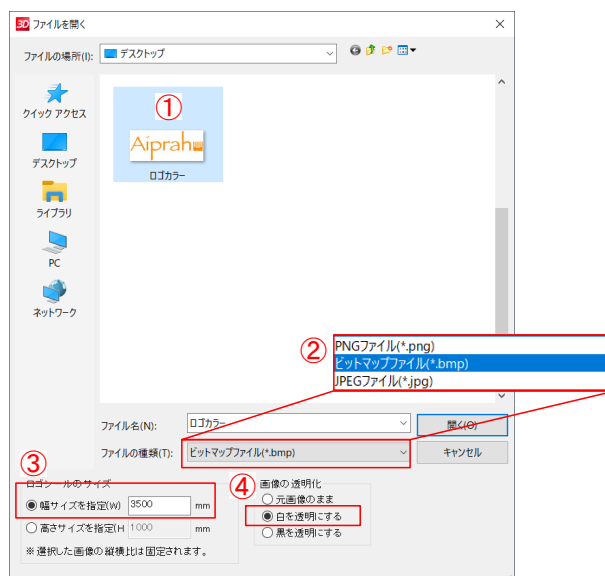 3D ファイルを開く
ファイルの場所(I): デスクトップ
クイック アクセス
デスクトップ
ライブラリ
PC
ネットワーク
①
Aiprah
ロゴカラー
②
PNGファイル(*.png)
ビットマップファイル(*.bmp)
JPEGファイル(*.jpg)
ファイル名(N): ロゴカラー 開く(O)
ファイルの種類(T): ビットマップファイル(*.bmp) キャンセル
③
ロゴシールのサイズ
幅サイズを指定(W) 3500 mm
高さサイズを指定(H 1000 mm
※選択した画像の縦横比は固定されます。
④
画像の透明化
元画像のまま
白を透明にする
黒を透明にする